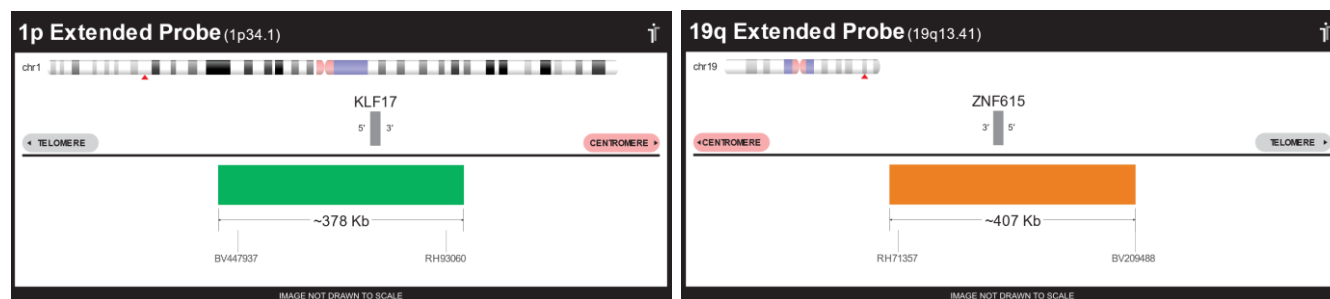 1p Extended Probe (1p34.1)
chr1
KLF17
5' 3'
TELOMERE
CENTROMERE
~378 Kb
BV447937 RH93060
IMAGE NOT DRAWN TO SCALE
19q Extended Probe (19q13.41)
chr19
ZNF615
3' 5'
CENTROMERE
TELOMERE
~407 Kb
RH71357 BV209488
IMAGE NOT DRAWN TO SCALE